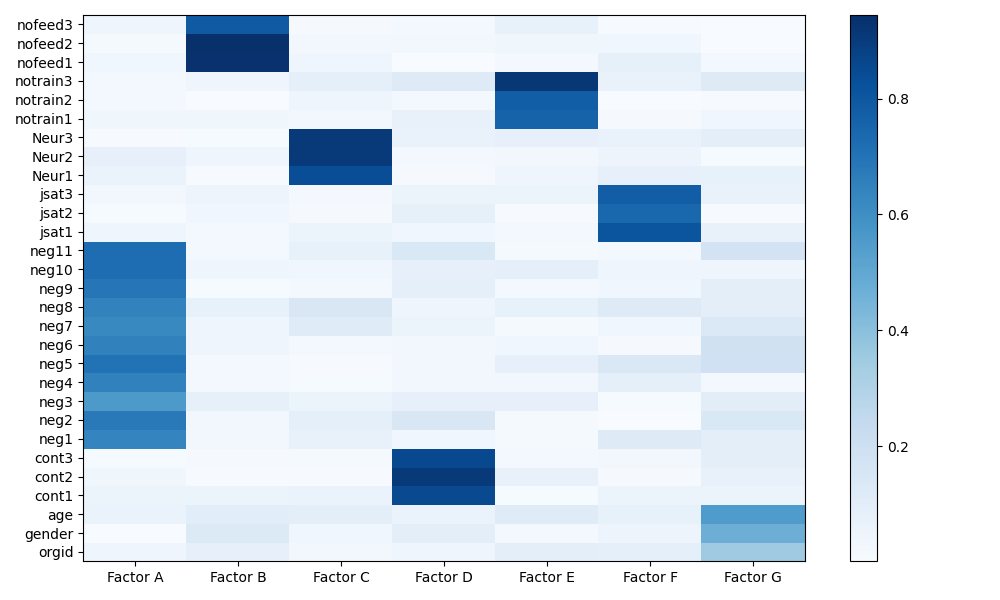 nofeed3
nofeed2
nofeed1
notrain3
notrain2
notrain1
Neur3
Neur2
Neur1
jsat3
jsat2
jsat1
neg11
neg10
neg9
neg8
neg7
neg6
neg5
neg4
neg3
neg2
neg1
cont3
cont2
cont1
age
gender
orgid
Factor A Factor B Factor C Factor D Factor E Factor F Factor G
0.8
0.6
0.4
0.2